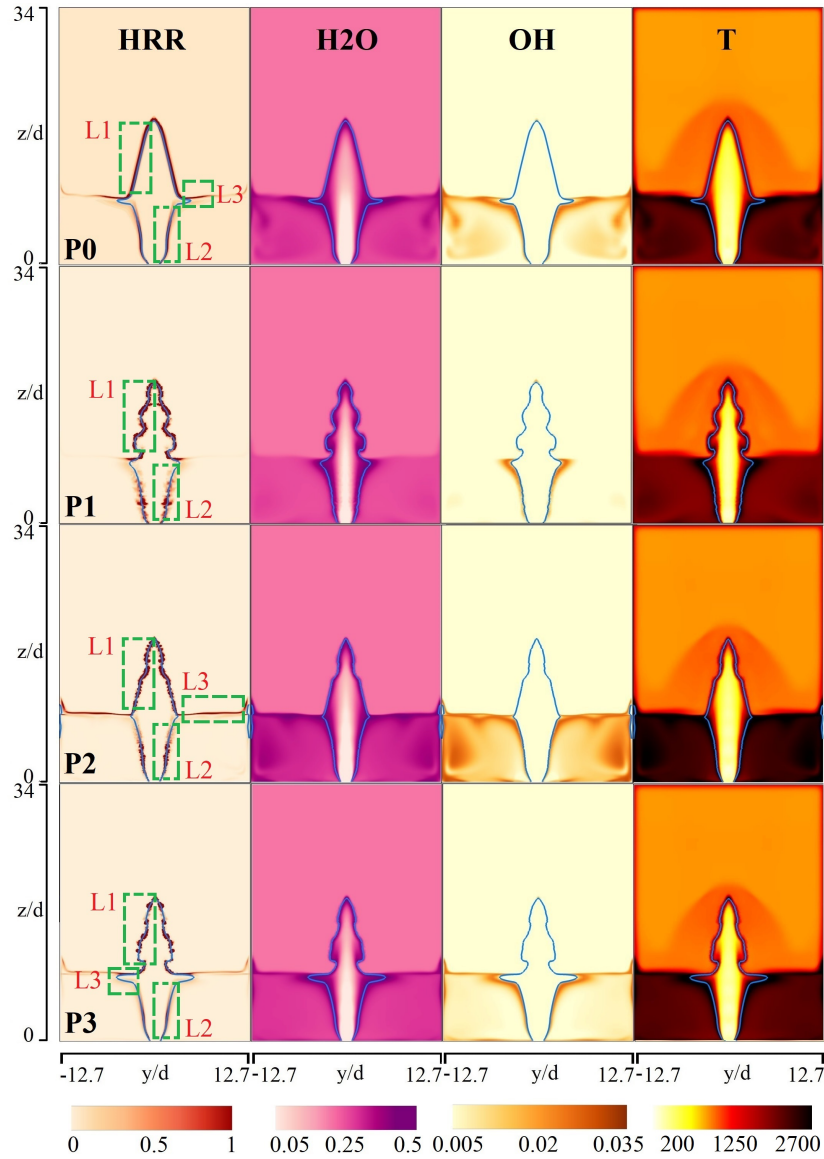 34
HRR
H2O
OH
T
z/d
L1
L3
L2
0
P0
34
z/d
L1
L2
0
P1
34
z/d
L1
L3
L2
0
P2
34
z/d
L1
L3
L2
0
P3
-12.7 y/d 12.7 -12.7 y/d 12.7 -12.7 y/d 12.7 -12.7 y/d 12.7
0 0.5 1 0.05 0.25 0.5 0.005 0.02 0.035 200 1250 2700